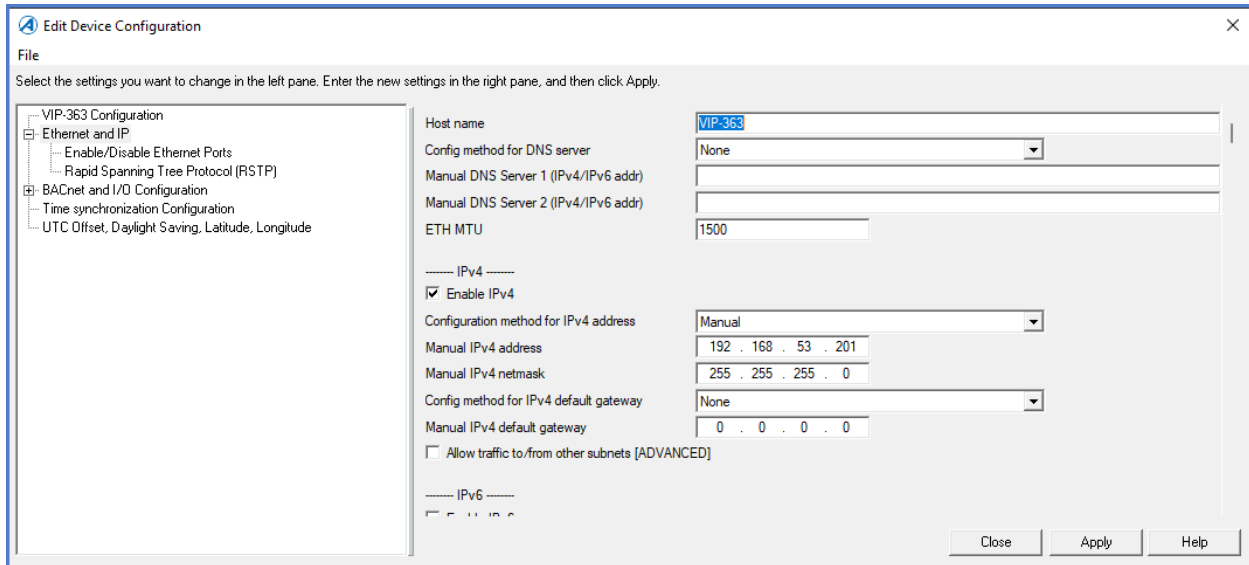 Edit Device Configuration
File
Select the settings you want to change in the left pane. Enter the new settings in the right pane, and then click Apply.
VIP-363 Configuration
Ethernet and IP
Enable/Disable Ethernet Ports
Rapid Spanning Tree Protocol (RSTP)
BACnet and I/O Configuration
Time synchronization Configuration
UTC Offset, Daylight Saving, Latitude, Longitude
Host name VIP-363
Config method for DNS server None
Manual DNS Server 1 (IPv4/IPv6 addr)
Manual DNS Server 2 (IPv4/IPv6 addr)
ETH MTU 1500
-------- IPv4 --------
Enable IPv4
Configuration method for IPv4 address Manual
Manual IPv4 address 192 . 168 . 53 . 201
Manual IPv4 netmask 255 . 255 . 255 . 0
Config method for IPv4 default gateway None
Manual IPv4 default gateway 0 . 0 . 0 . 0
Allow traffic to/from other subnets [ADVANCED]
-------- IPv6 --------
Close Apply Help